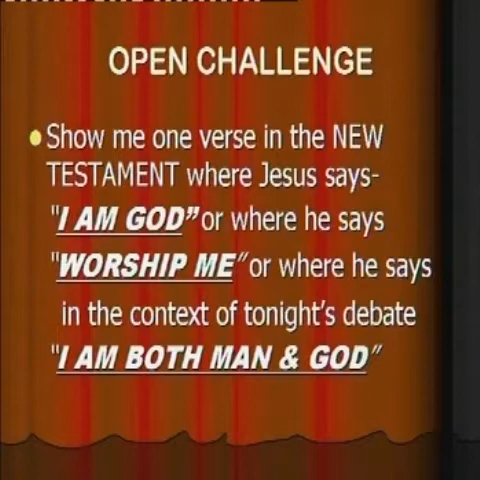 OPEN CHALLENGE
Show me one verse in the NEW
TESTAMENT where Jesus says-
"I AM GOD" or where he says
"WORSHIP ME" or where he says
in the context of tonight's debate
"I AM BOTH MAN & GOD"